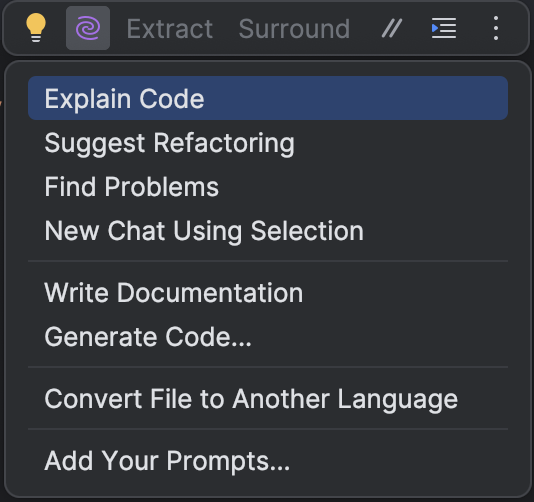 Extract Surround //
Explain Code
Suggest Refactoring
Find Problems
New Chat Using Selection
Write Documentation
Generate Code...
Convert File to Another Language
Add Your Prompts...